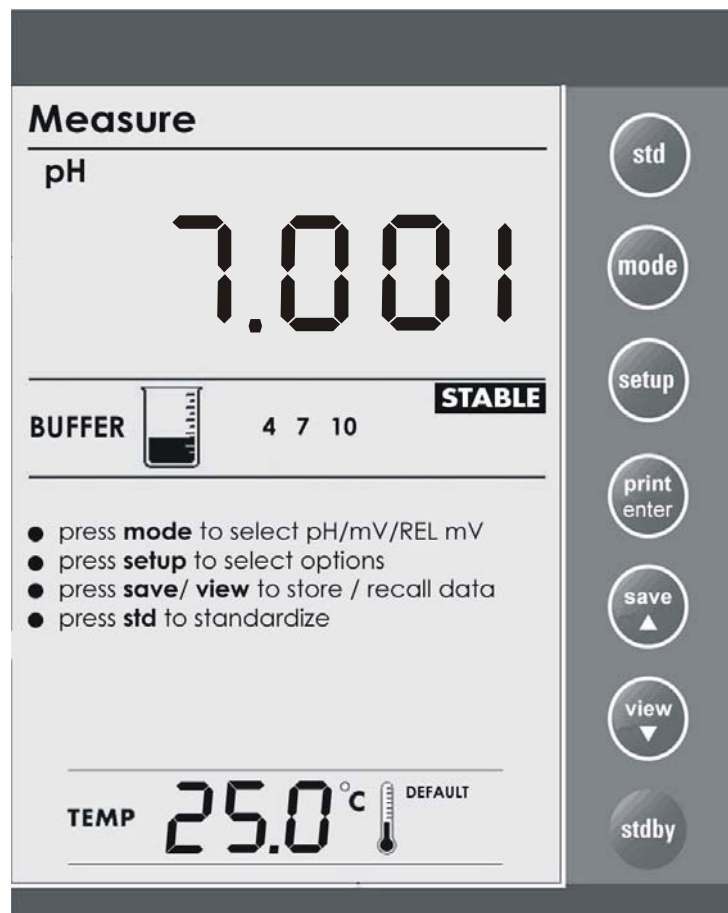 Measure
pH
7.001
STABLE
BUFFER 4 7 10
● press mode to select pH/mV/REL mV
● press setup to select options
● press save/ view to store / recall data
● press std to standardize
TEMP 25.0 °C DEFAULT
std
mode
setup
print
enter
save
▲
view
▼
stdby